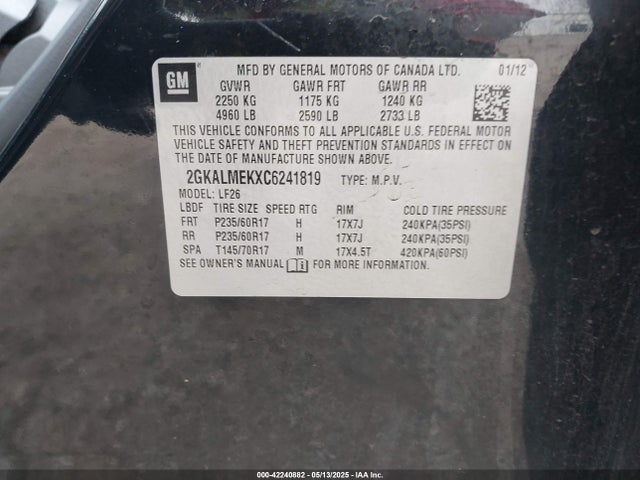 GM
MFD BY GENERAL MOTORS OF CANADA LTD. 01/12
GVWR GAWR FRT GAWR RR
2250 KG 1175 KG 1240 KG
4960 LB 2590 LB 2733 LB
THIS VEHICLE CONFORMS TO ALL APPLICABLE U.S. FEDERAL MOTOR
VEHICLE SAFETY AND THEFT PREVENTION STANDARDS IN EFFECT ON THE
DATE OF MANUFACTURE SHOWN ABOVE.
2GKALMEKXC6241819 TYPE: M.P.V.
MODEL: LF26
LBDF TIRE SIZE SPEED RTG RIM COLD TIRE PRESSURE
FRT P235/60R17 H 17X7J 240KPA(35PSI)
RR P235/60R17 H 17X7J 240KPA(35PSI)
SPA T145/70R17 M 17X4.5T 420KPA(60PSI)
SEE OWNER'S MANUAL FOR MORE INFORMATION.
000-42240882 / 05/13/2025 / IAA Inc.